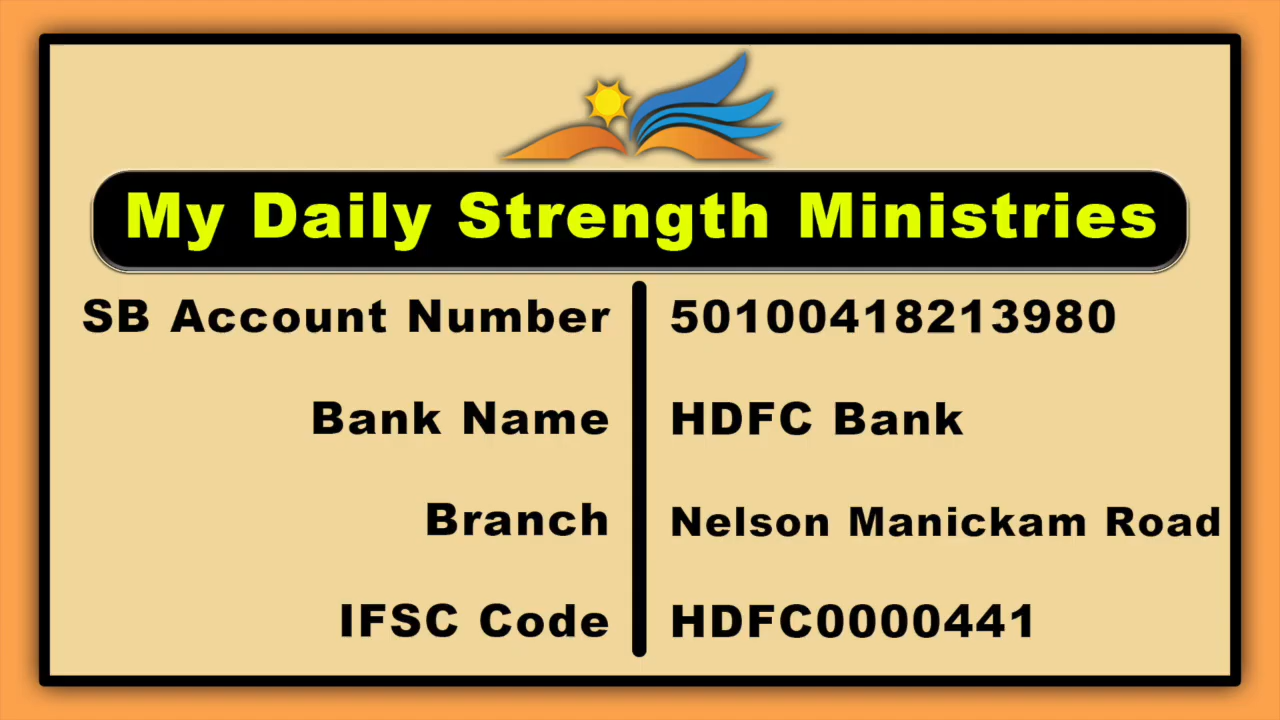 My Daily Strength Ministries
SB Account Number 50100418213980
Bank Name HDFC Bank
Branch Nelson Manickam Road
IFSC Code HDFC0000441